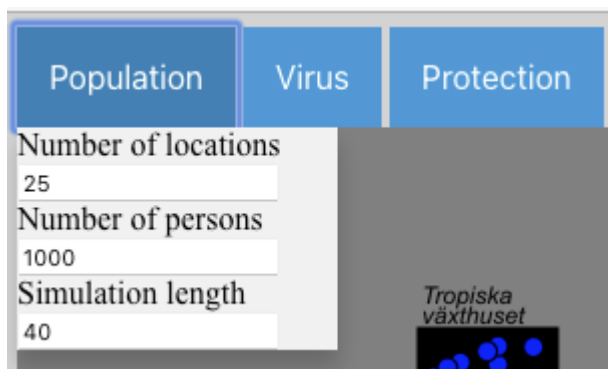 Population Virus Protection
Number of locations
25
Number of persons
1000
Simulation length
40
Tropiska
växthuset